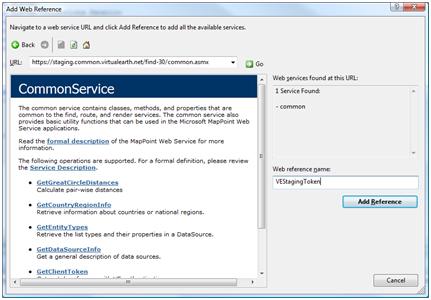 Add Web Reference
Navigate to a web service URL and click Add Reference to add all the available services.
Back
URL: https://staging.common.virtualearth.net/find-30/common.asmx Go
CommonService
The common service contains classes, methods, and properties that are
common to the find, route, and render services. The common service also
provides basic utility functions that can be used in the Microsoft MapPoint Web
Service applications.
Read the formal description of the MapPoint Web Service for more
information.
The following operations are supported. For a formal definition, please review
the Service Description.
• GetGreatCircleDistances
Calculate pair-wise distances
• GetCountryRegionInfo
Retrieve information about countries or national regions.
• GetEntityTypes
Retrieve the list types and their properties in a DataSource.
• GetDataSourceInfo
Get a general description of data sources.
• GetClientToken
Web services found at this URL:
1 Service Found:
- common
Web reference name:
VEStagingToken
Add Reference
Cancel